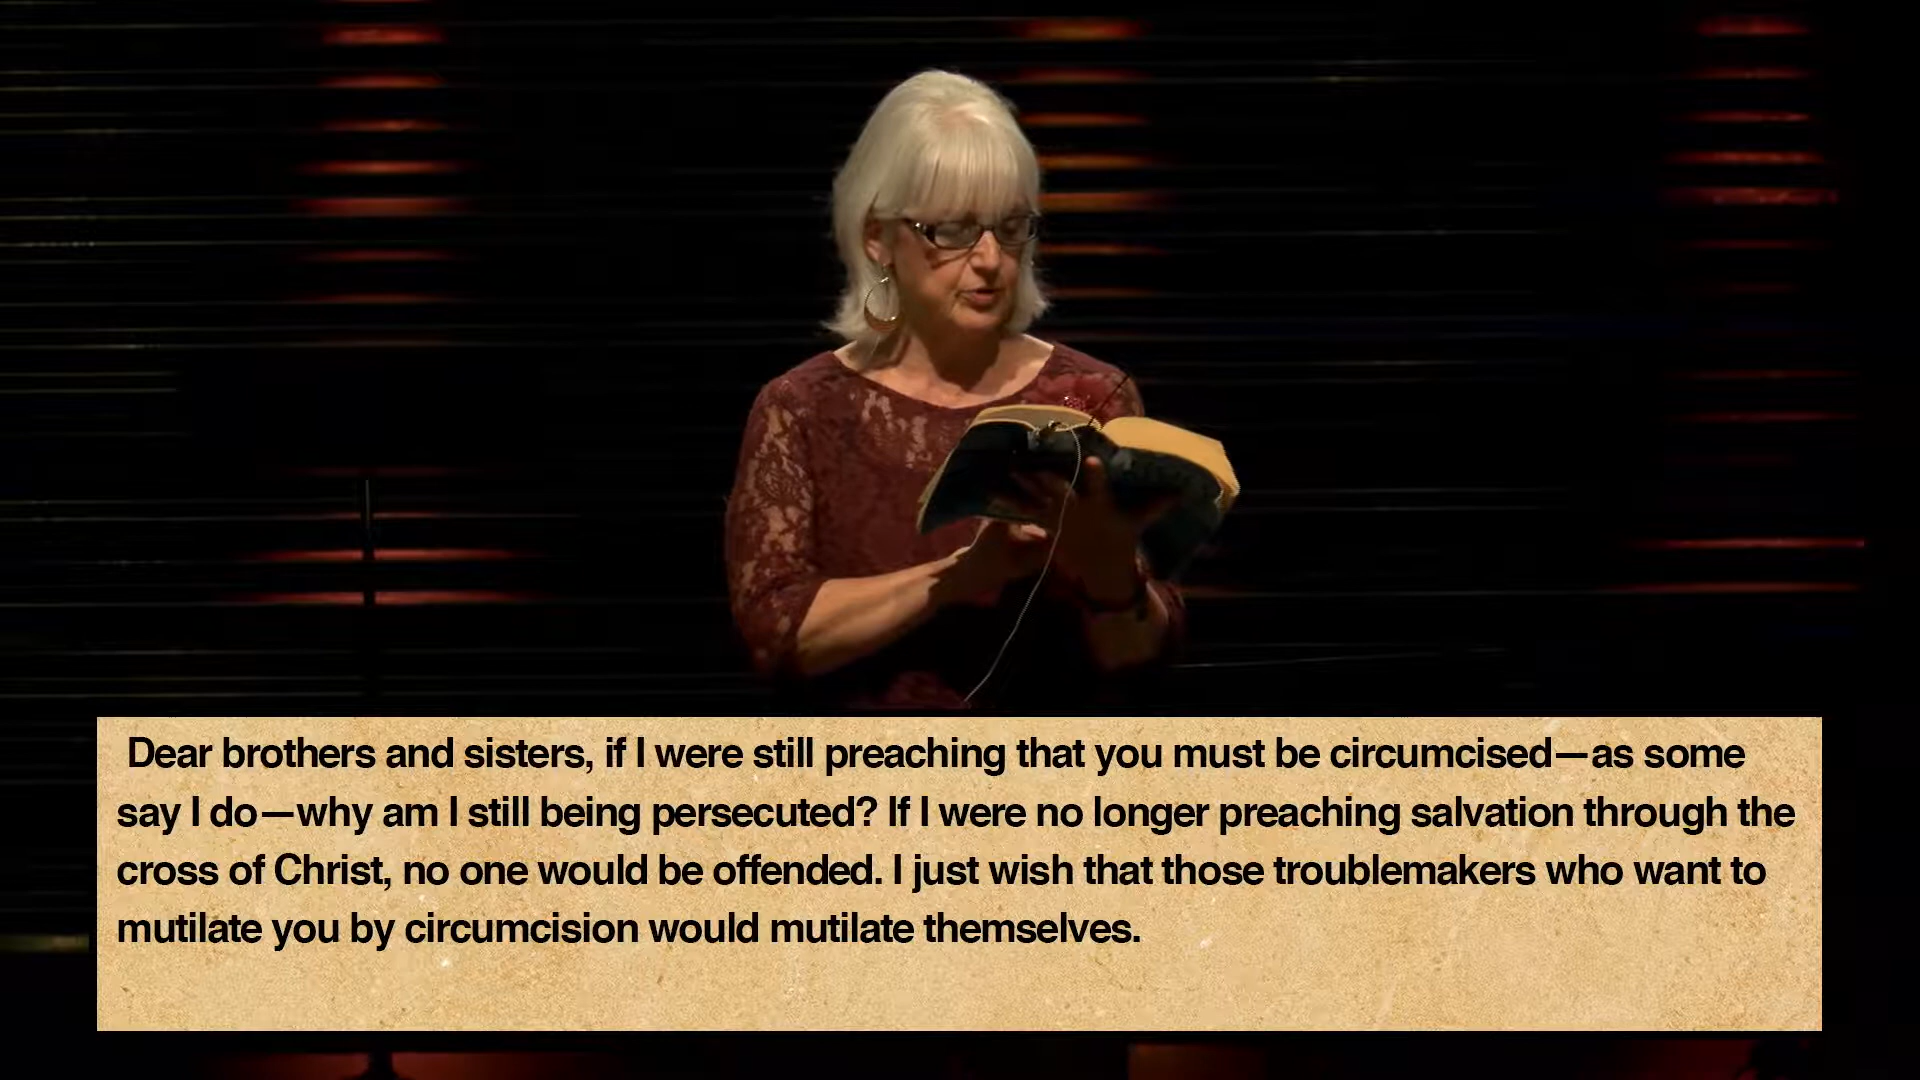 Dear brothers and sisters, if I were still preaching that you must be circumcised—as some
say I do—why am I still being persecuted? If I were no longer preaching salvation through the
cross of Christ, no one would be offended. I just wish that those troublemakers who want to
mutilate you by circumcision would mutilate themselves.